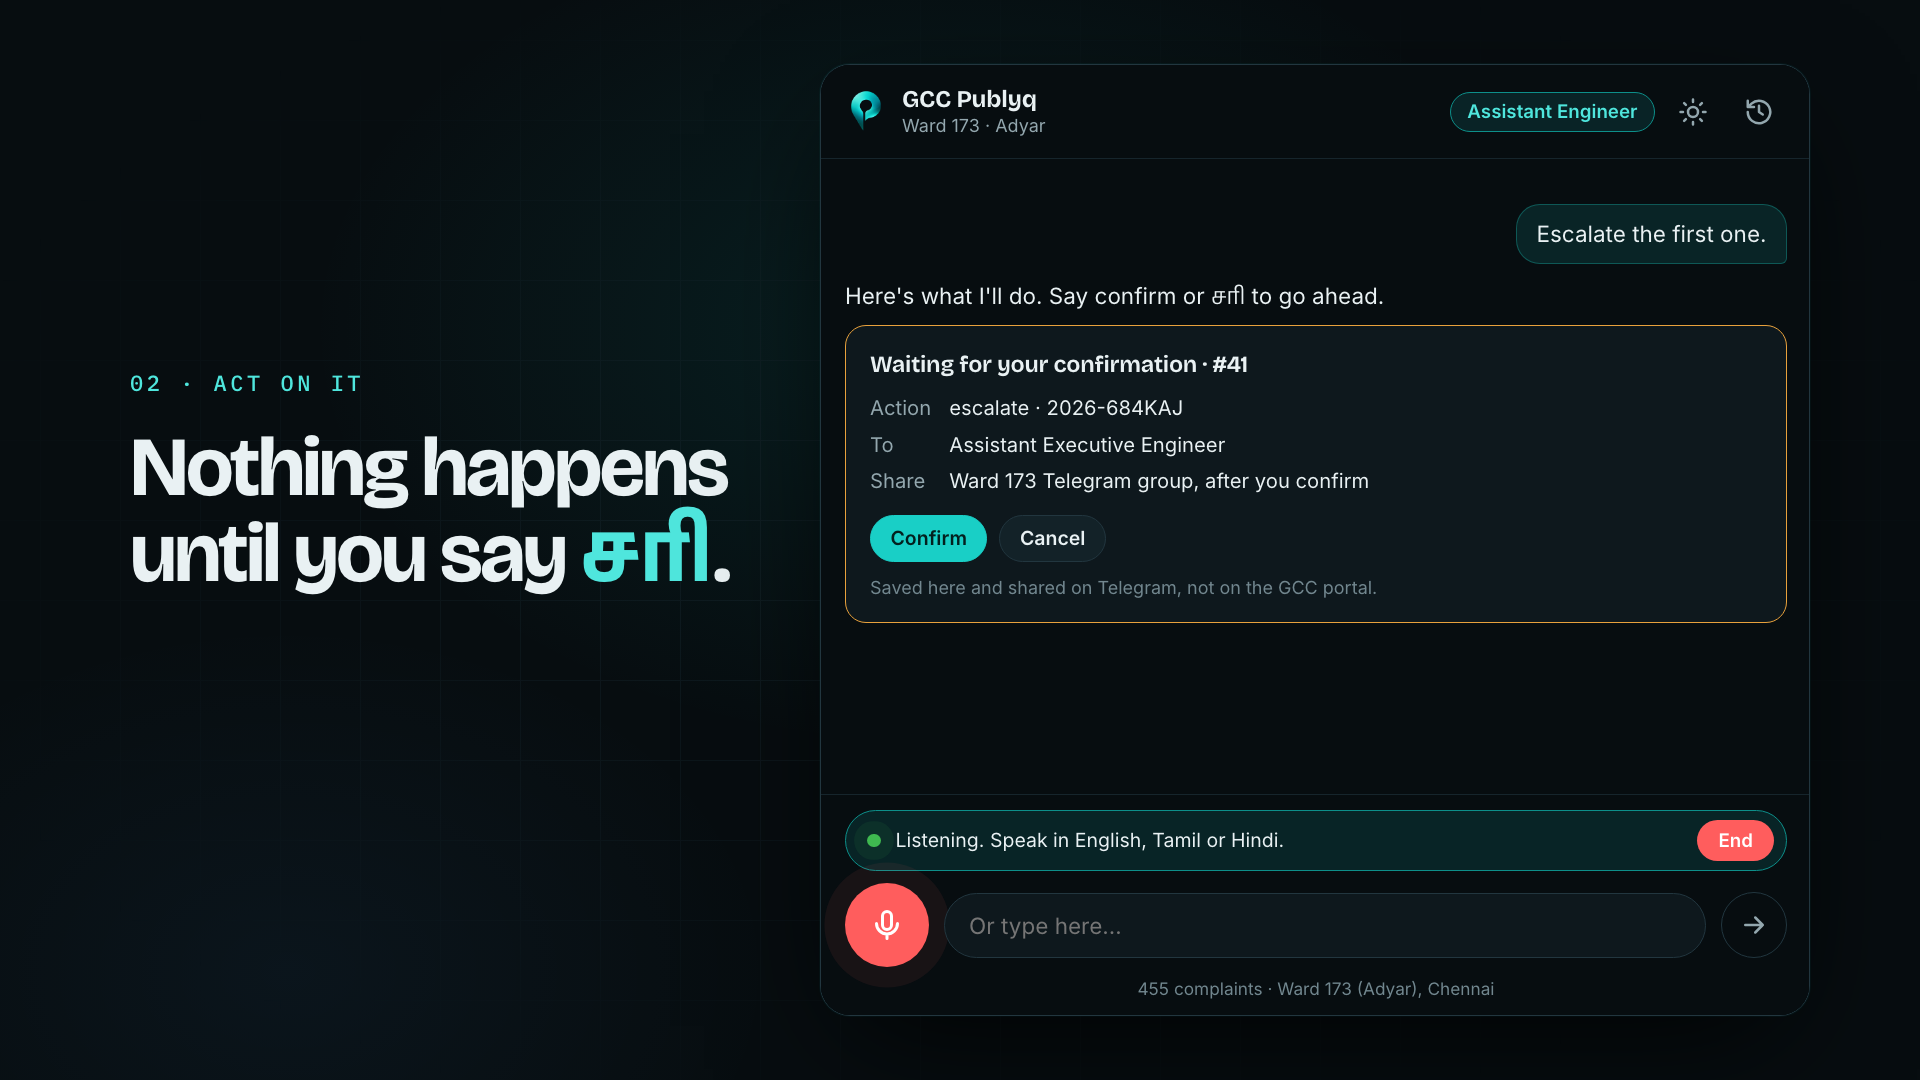 02 · ACT ON IT
Nothing happens
until you say சரி.
GCC Publyq
Ward 173 · Adyar
Assistant Engineer
Escalate the first one.
Here's what I'll do. Say confirm or சரி to go ahead.
Waiting for your confirmation · #41
Action escalate · 2026-684KAJ
To Assistant Executive Engineer
Share Ward 173 Telegram group, after you confirm
Confirm Cancel
Saved here and shared on Telegram, not on the GCC portal.
Listening. Speak in English, Tamil or Hindi.
End
Or type here...
455 complaints · Ward 173 (Adyar), Chennai